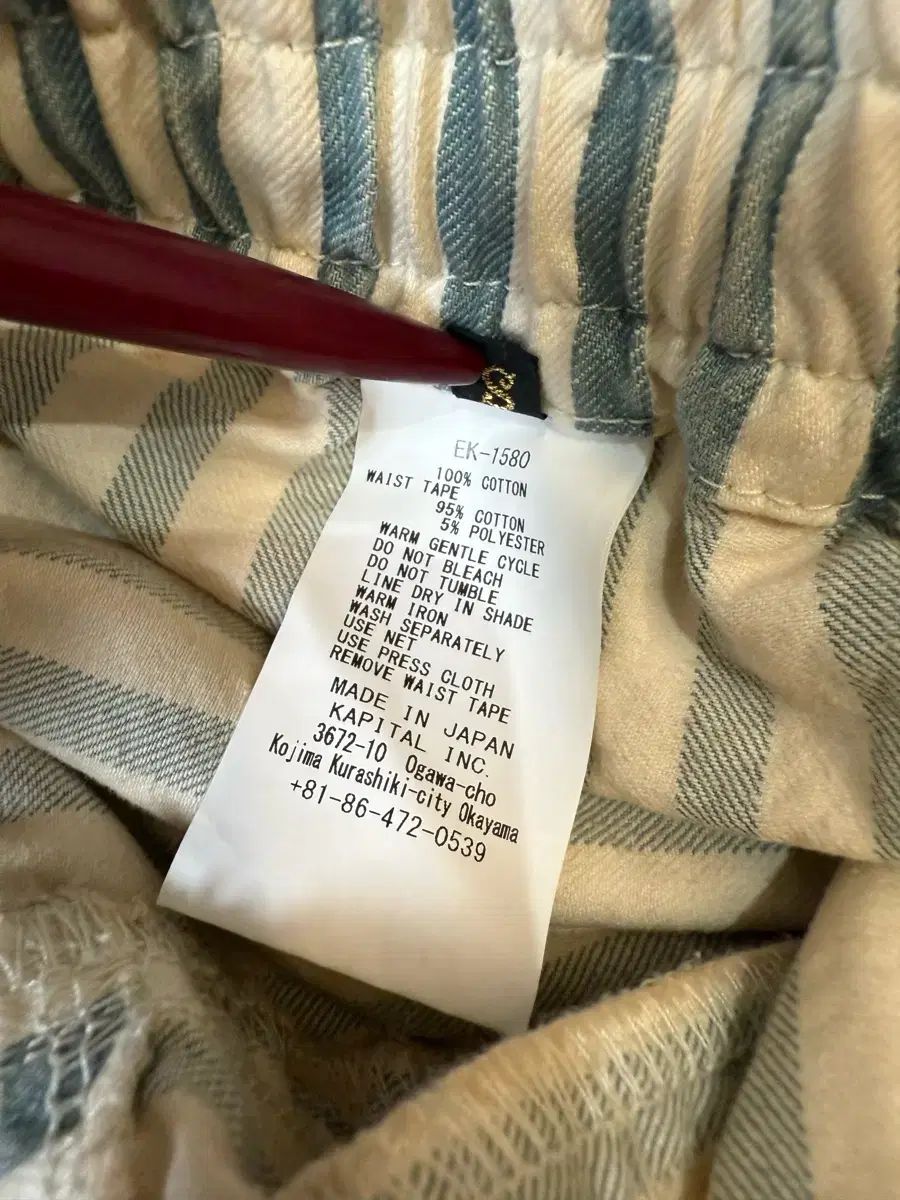 EK-1580
100% COTTON
WAIST TAPE
95% COTTON
5% POLYESTER
WARM GENTLE CYCLE
DO NOT BLEACH
DO NOT TUMBLE
LINE DRY IN SHADE
WARM IRON
WASH SEPARATELY
USE NET
USE PRESS CLOTH
REMOVE WAIST TAPE
MADE IN JAPAN
KAPITAL INC.
3672-10 Ogawa-cho
Kojima Kurashiki-city Okayama
+81-86-472-0539